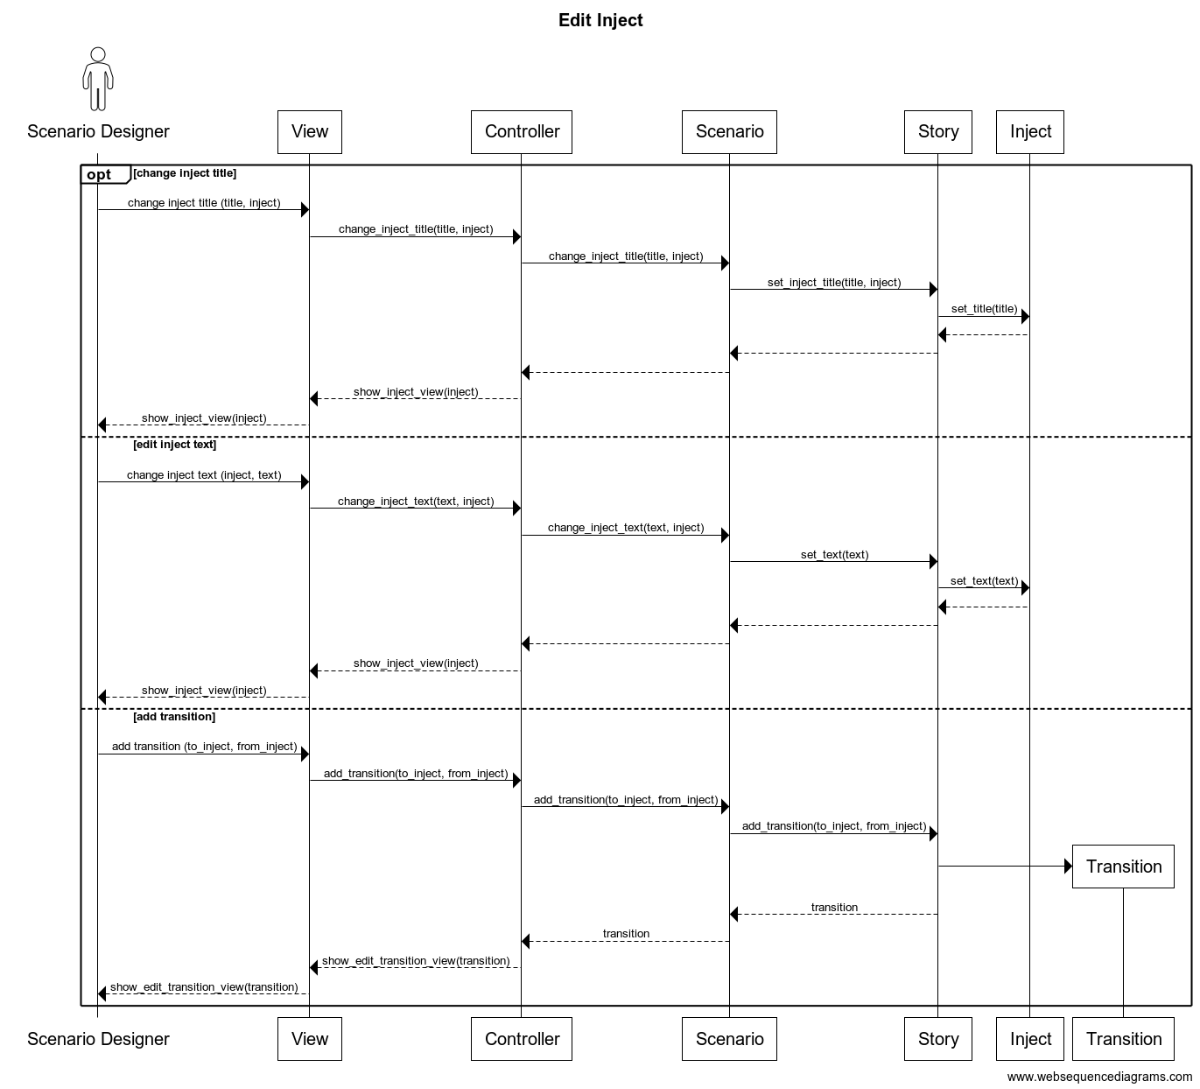 Edit Inject
Scenario Designer
View
Controller
Scenario
Story
Inject
opt
[change inject title]
change inject title (title, inject)
change_inject_title(title, inject)
change_inject_title(title, inject)
set_inject_title(title, inject)
set_title(title)
show_inject_view(inject)
show_inject_view(inject)
[edit inject text]
change inject text (inject, text)
change_inject_text(text, inject)
change_inject_text(text, inject)
set_text(text)
set_text(text)
show_inject_view(inject)
show_inject_view(inject)
[add transition]
add transition (to_inject, from_inject)
add_transition(to_inject, from_inject)
add_transition(to_inject, from_inject)
add_transition(to_inject, from_inject)
Transition
transition
transition
show_edit_transition_view(transition)
show_edit_transition_view(transition)
Scenario Designer
View
Controller
Scenario
Story
Inject
Transition
www.websequencediagrams.com